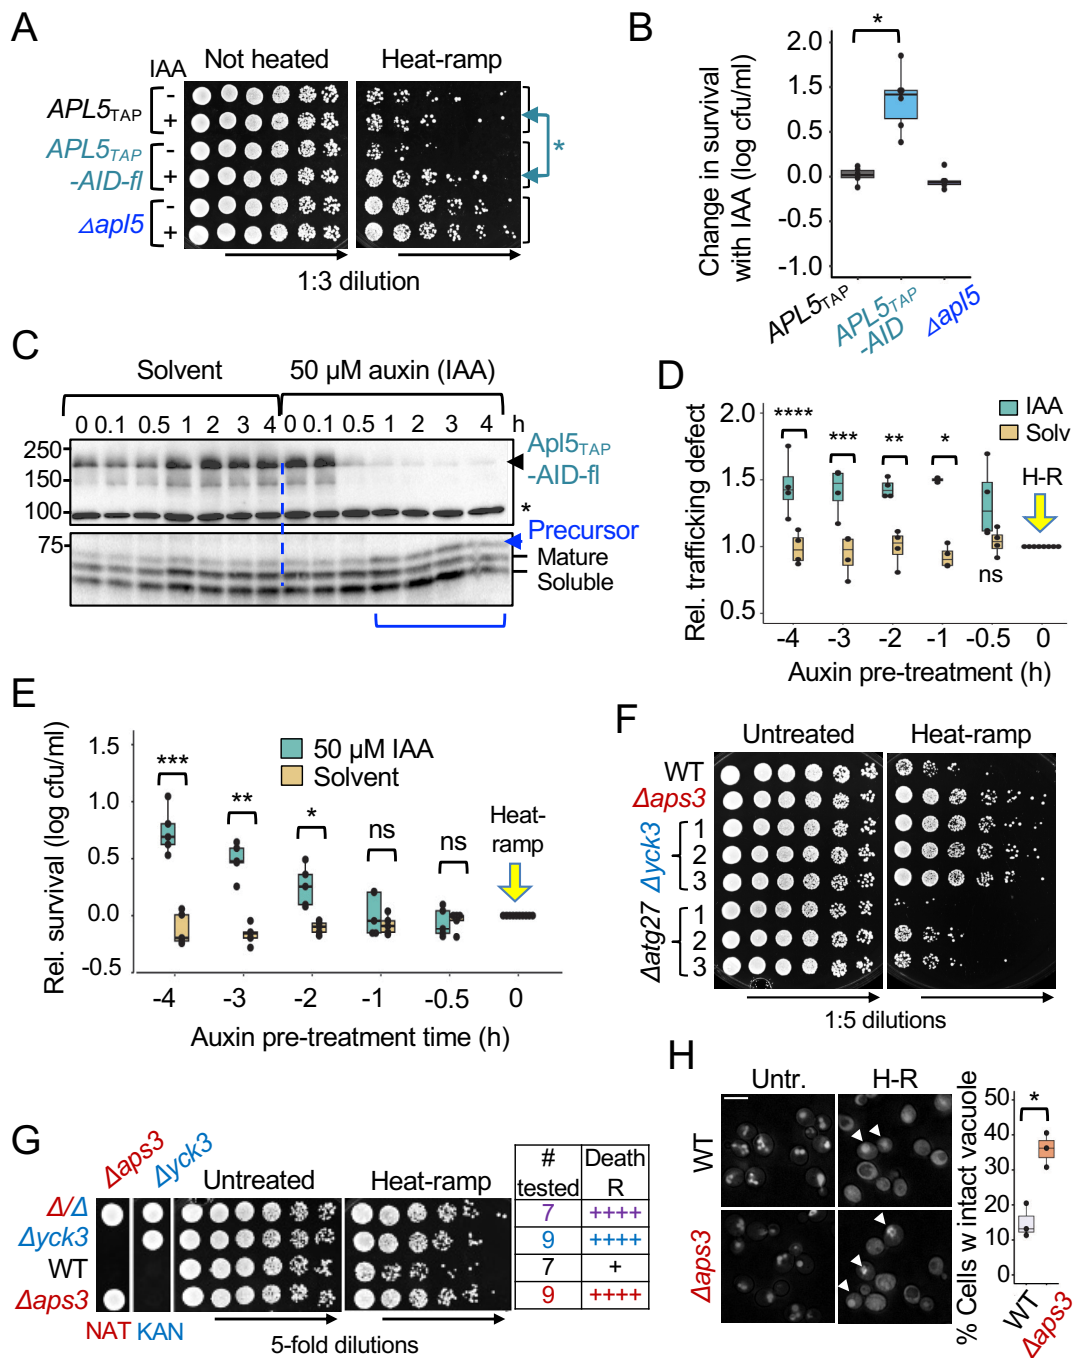 A
Not heated
Heat-ramp
IAA
APL5TAP
-
+
APL5TAP
-AID-fl
-
+
Δapl5
-
+
*
1:3 dilution
B
Change in survival
with IAA (log cfu/ml)
2.0
1.5
0.5
0.0
-0.5
-1.0
*
APL5TAP
APL5TAP
-AID
Δapl5
C
Solvent
50 µM auxin (IAA)
0 0.1 0.5 1 2 3 4 0 0.1 0.5 1 2 3 4 h
250
150
100
75
Apl5TAP
-AID-fl
*
Precursor
Mature
Soluble
D
Rel. trafficking defect
2.0
1.5
1.0
0.5
**** *** ** *
ns
IAA
Solv
H-R
-4 -3 -2 -1 -0.5 0
Auxin pre-treatment (h)
E
Rel. survival (log cfu/ml)
1.5
1.0
0.5
0.0
-0.5
*** ** * ns ns
50 µM IAA
Solvent
Heat-
ramp
-4 -3 -2 -1 -0.5 0
Auxin pre-treatment time (h)
F
Untreated
Heat-ramp
WT
Δaps3
Δyck3
1
2
3
Δatg27
1
2
3
1:5 dilutions
G
Δaps3
Δyck3
Untreated
Heat-ramp
Δ/Δ
Δyck3
WT
Δaps3
NAT KAN
5-fold dilutions
# tested
Death R
7 ++++
9 ++++
7 +
9 ++++
H
Untr.
H-R
WT
Δaps3
% Cells w intact vacuole
50
40
30
20
10
0
*
WT
Δaps3